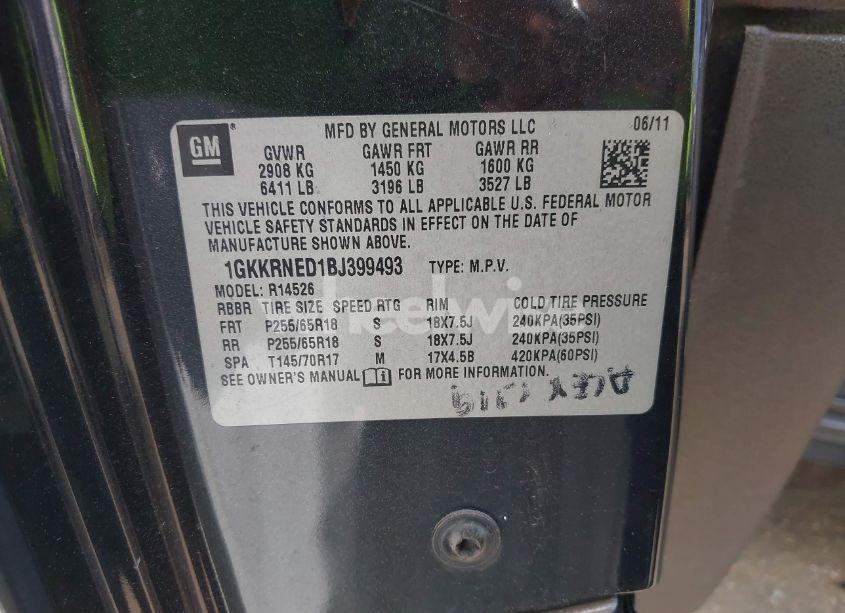 GM
MFD BY GENERAL MOTORS LLC 06/11
GVWR GAWR FRT GAWR RR
2908 KG 1450 KG 1600 KG
6411 LB 3196 LB 3527 LB
THIS VEHICLE CONFORMS TO ALL APPLICABLE U.S. FEDERAL MOTOR
VEHICLE SAFETY STANDARDS IN EFFECT ON THE DATE OF
MANUFACTURE SHOWN ABOVE.
1GKKRNED1BJ399493 TYPE: M.P.V.
MODEL: R14526
RBBR TIRE SIZE SPEED RTG RIM COLD TIRE PRESSURE
FRT P255/65R18 S 18X7.5J 240KPA(35PSI)
RR P255/65R18 S 18X7.5J 240KPA(35PSI)
SPA T145/70R17 M 17X4.5B 420KPA(60PSI)
SEE OWNER'S MANUAL FOR MORE INFORMATION.